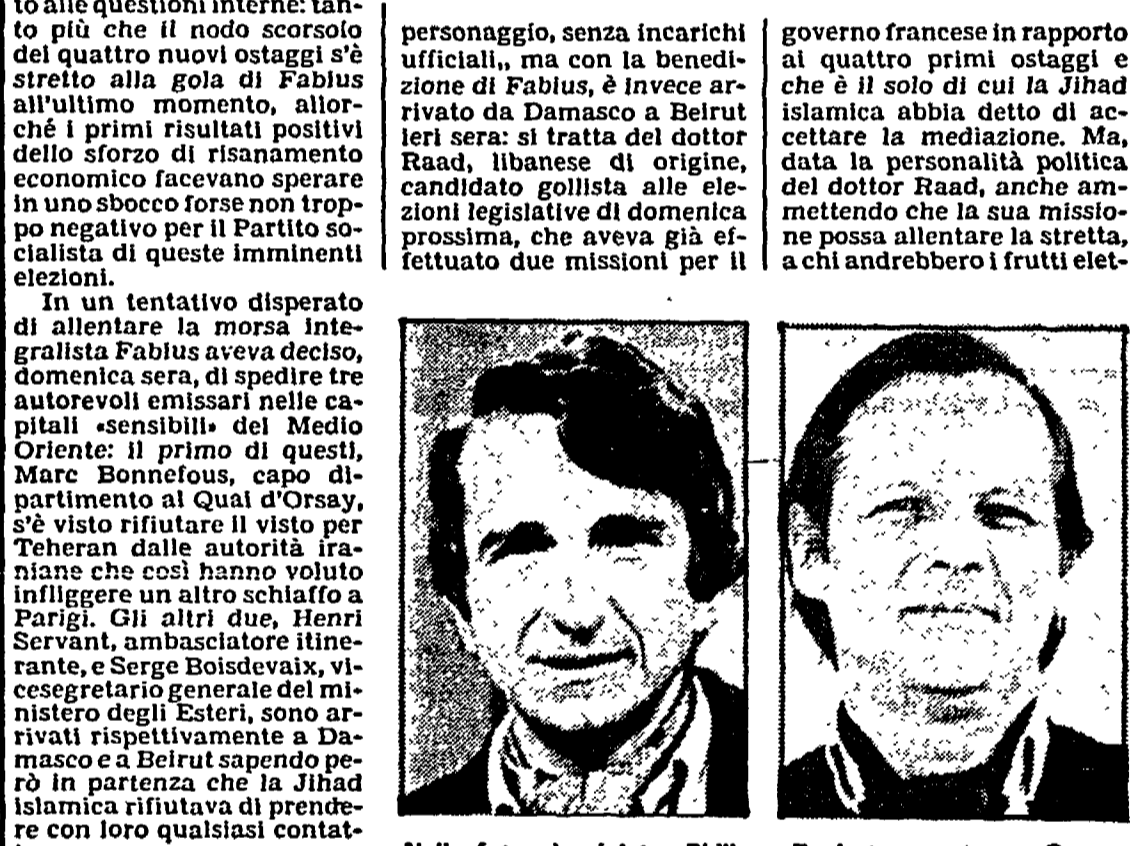 to alle questioni interne: tan-
to più che il nodo scorsoio
dei quattro nuovi ostaggi s'è
stretto alla gola di Fabius
all'ultimo momento, allor-
ché i primi risultati positivi
dello sforzo di risanamento
economico facevano sperare
in uno sbocco forse non trop-
po negativo per il Partito so-
cialista di queste imminenti
elezioni.
In un tentativo disperato
di allentare la morsa inte-
gralista Fabius aveva deciso,
domenica sera, di spedire tre
autorevoli emissari nelle ca-
pitali «sensibili» del Medio
Oriente: il primo di questi,
Marc Bonnefous, capo di-
partimento al Quai d'Orsay,
s'è visto rifiutare il visto per
Teheran dalle autorità ira-
niane che così hanno voluto
infliggere un altro schiaffo a
Parigi. Gli altri due, Henri
Servant, ambasciatore itine-
rante, e Serge Boisdevaix, vi-
cesegretario generale del mi-
nistero degli Esteri, sono ar-
rivati rispettivamente a Da-
masco e a Beirut sapendo pe-
rò in partenza che la Jihad
islamica rifiutava di prende-
re con loro qualsiasi contat-
personaggio, senza incarichi
ufficiali,, ma con la benedi-
zione di Fabius, è invece ar-
rivato da Damasco a Beirut
ieri sera: si tratta del dottor
Raad, libanese di origine,
candidato gollista alle ele-
zioni legislative di domenica
prossima, che aveva già ef-
fettuato due missioni per il
governo francese in rapporto
ai quattro primi ostaggi e
che è il solo di cui la Jihad
islamica abbia detto di ac-
cettare la mediazione. Ma,
data la personalità politica
del dottor Raad, anche am-
mettendo che la sua missio-
ne possa allentare la stretta,
a chi andrebbero i frutti elet-